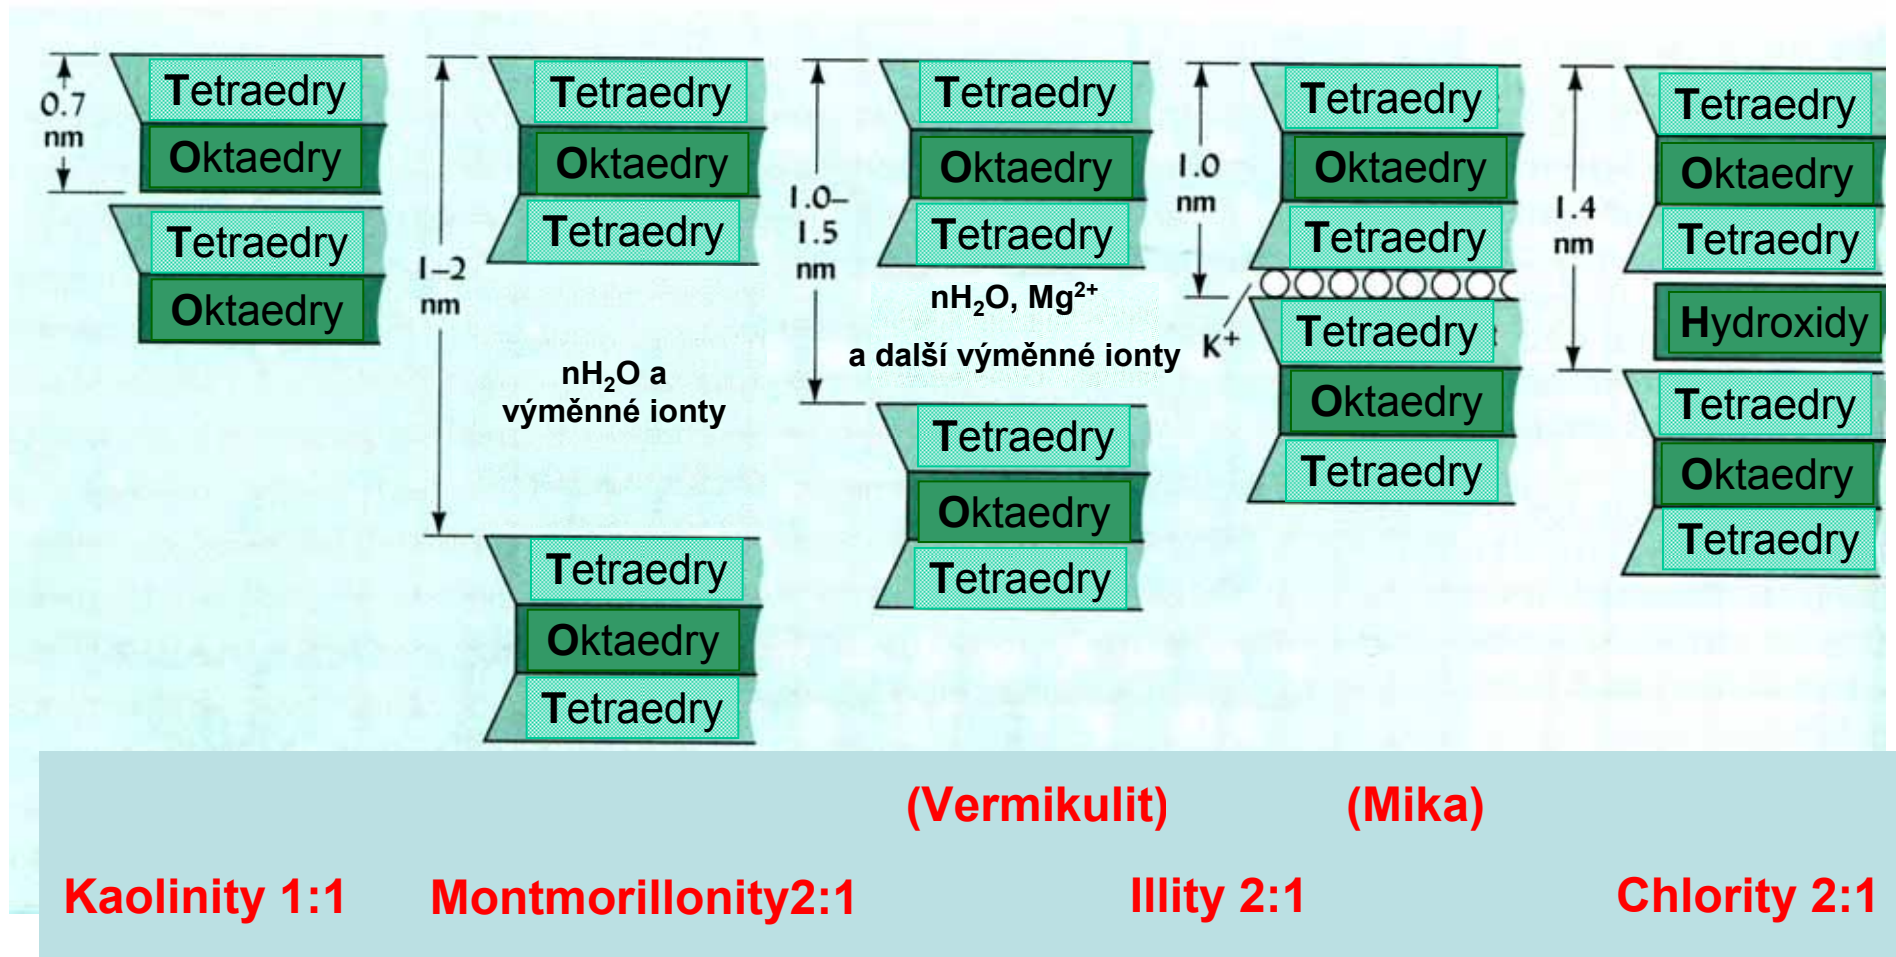 0.7
nm
Tetraedry
Oktaedry
Tetraedry
Oktaedry
1–2
nm
Tetraedry
Oktaedry
Tetraedry
nH2O a
výměnné ionty
Tetraedry
Oktaedry
Tetraedry
1.0–
1.5
nm
Tetraedry
Oktaedry
Tetraedry
nH2O, Mg2+
a další výměnné ionty
Tetraedry
Oktaedry
Tetraedry
1.0
nm
Tetraedry
Oktaedry
Tetraedry
K+
Tetraedry
Oktaedry
Tetraedry
1.4
nm
Tetraedry
Oktaedry
Tetraedry
Hydroxidy
Tetraedry
Oktaedry
Tetraedry
(Vermikulit) (Mika)
Kaolinity 1:1 Montmorillonity2:1 Illity 2:1 Chlority 2:1